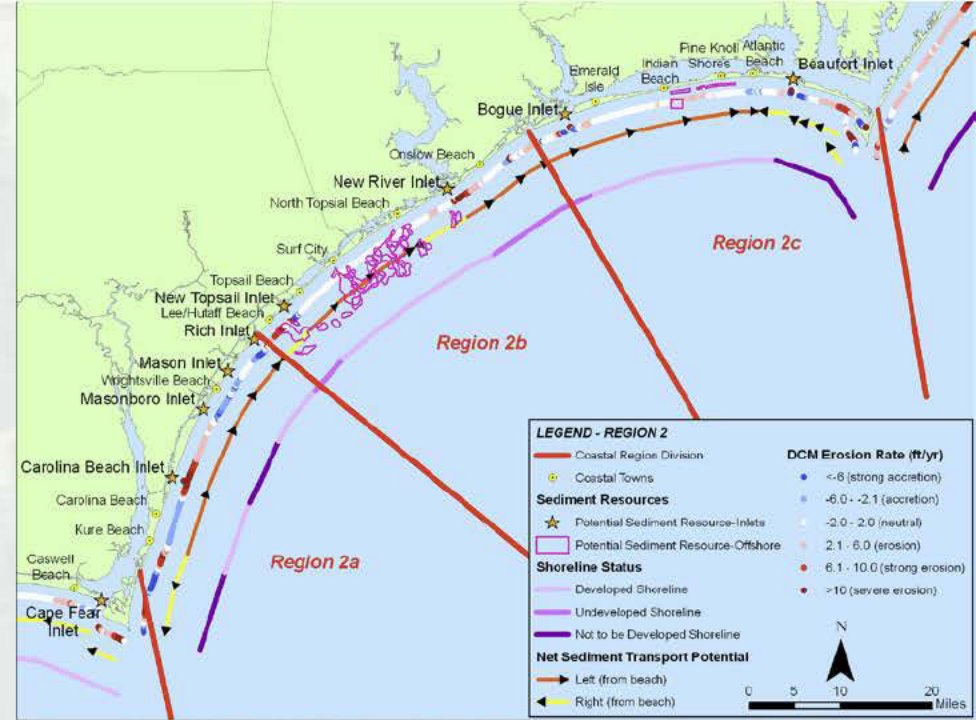 Pine Knoll
Shores
Atlantic
Beach
Beaufort Inlet
Indian
Beach
Emerald
Isle
Bogue Inlet
Onslow Beach
New River Inlet
North Topsial Beach
Region 2c
Surf City
Topsail Beach
New Topsail Inlet
Lee/Hutaff Beach
Rich Inlet
Region 2b
Mason Inlet
Wrightsville Beach
Masonboro Inlet
Carolina Beach Inlet
Carolina Beach
Kure Beach
Region 2a
Caswell
Beach
Cape Fear
Inlet
LEGEND - REGION 2
Coastal Region Division
Coastal Towns
Sediment Resources
Potential Sediment Resource-Inlets
Potential Sediment Resource-Offshore
Shoreline Status
Developed Shoreline
Undeveloped Shoreline
Not to be Developed Shoreline
Net Sediment Transport Potential
Left (from beach)
Right (from beach)
DCM Erosion Rate (ft/yr)
<-6 (strong accretion)
-6.0 - -2.1 (accretion)
-2.0 - 2.0 (neutral)
2.1 - 6.0 (erosion)
6.1 - 10.0 (strong erosion)
>10 (severe erosion)
N
0 5 10 20
Miles